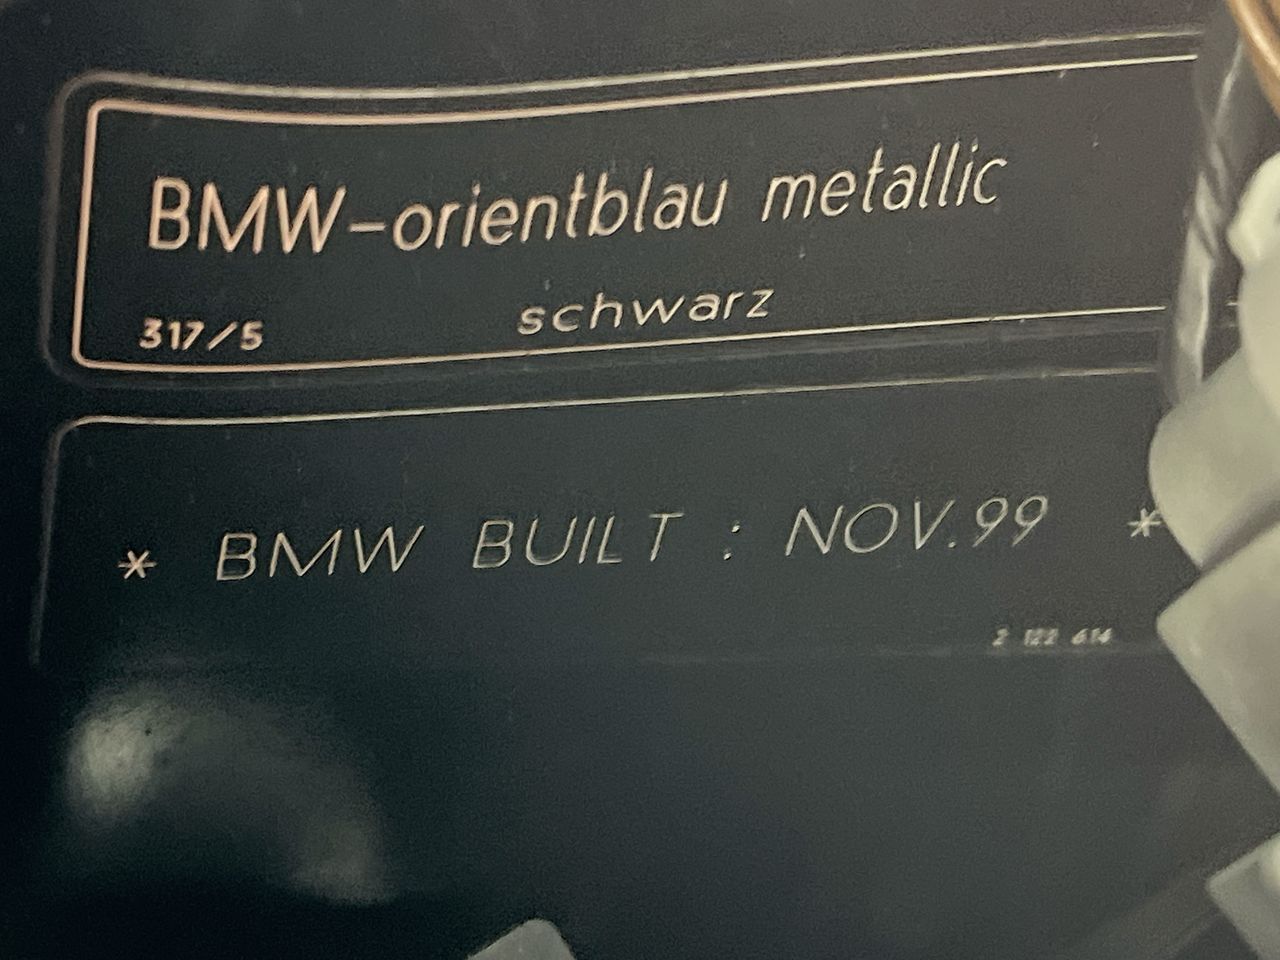 BMW-orientblau metallic
317/5 schwarz
* BMW BUILT : NOV.99 *
2 122 614